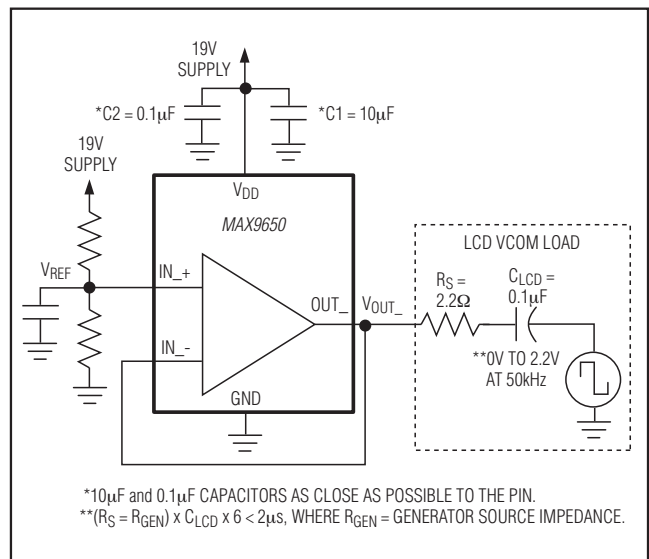 19V
SUPPLY
*C2 = 0.1μF
*C1 = 10μF
19V
SUPPLY
VDD
MAX9650
LCD VCOM LOAD
VREF
IN_+
OUT_
VOUT_
RS =
2.2Ω
CLCD =
0.1μF
IN_-
**0V TO 2.2V
AT 50kHz
GND
*10μF and 0.1μF CAPACITORS AS CLOSE AS POSSIBLE TO THE PIN.
**(RS = RGEN) x CLCD x 6 < 2μs, WHERE RGEN = GENERATOR SOURCE IMPEDANCE.